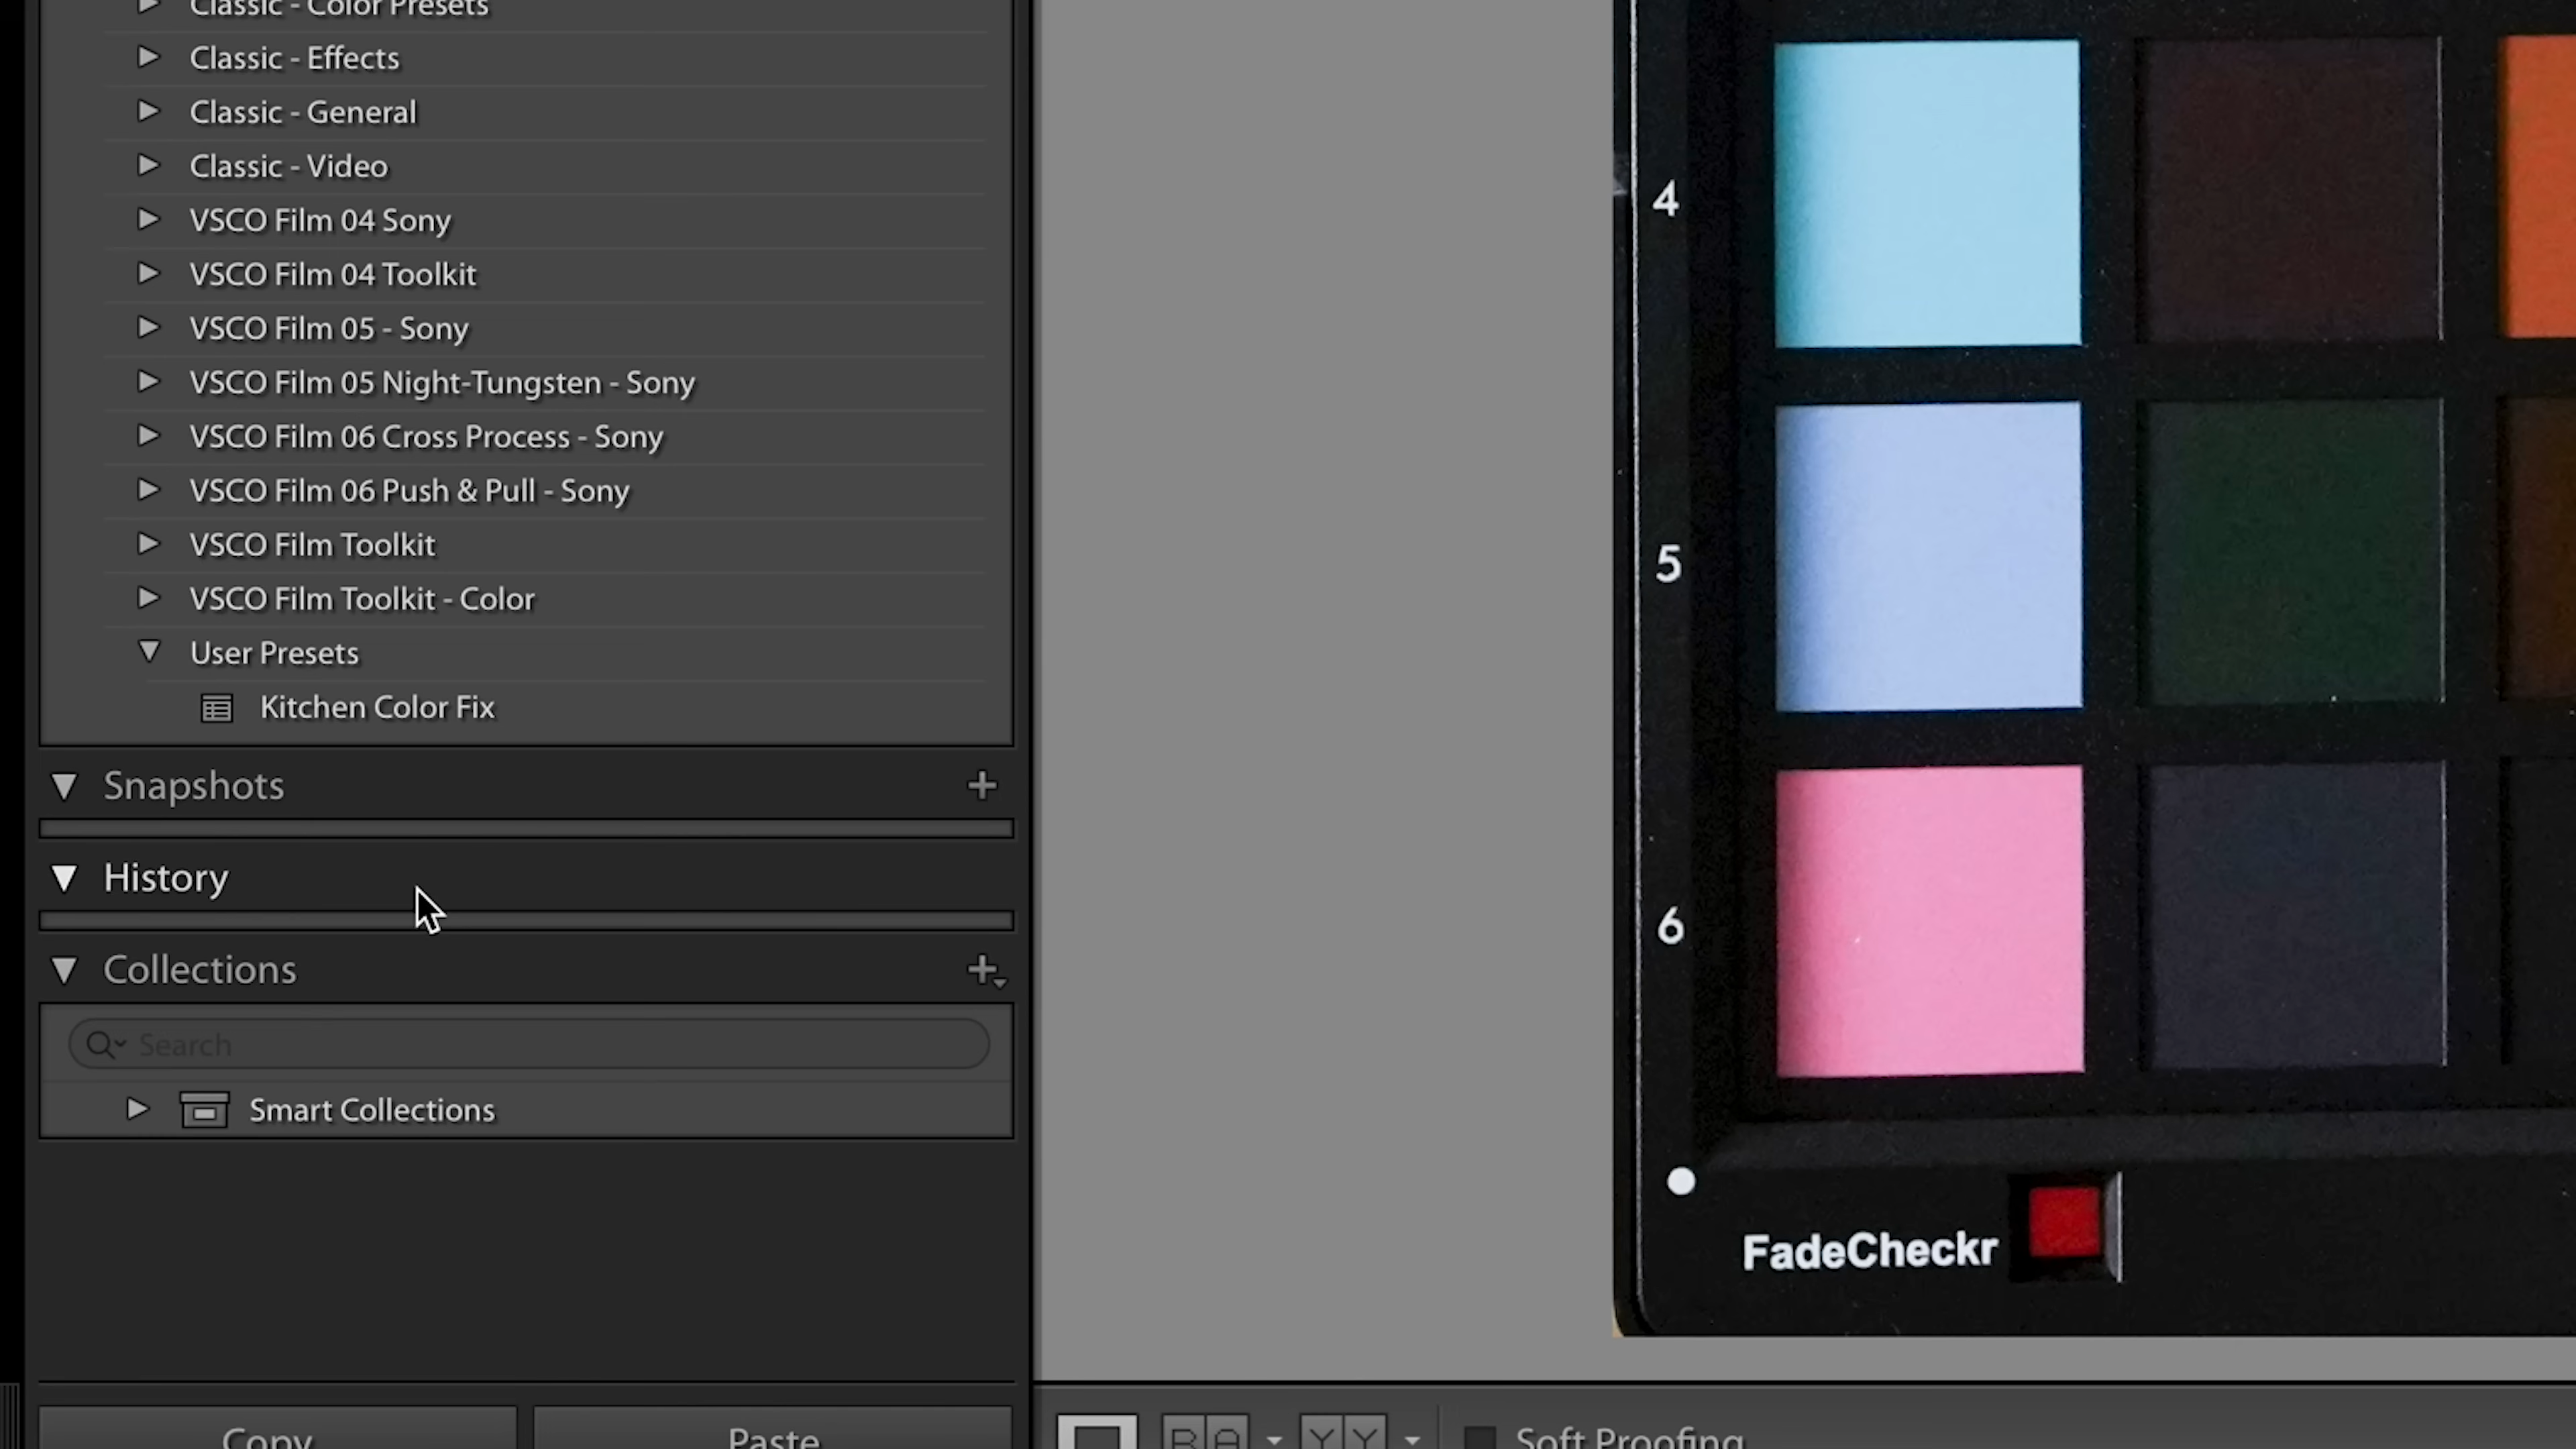 Classic - Color Presets
Classic - Effects
Classic - General
Classic - Video
VSCO Film 04 Sony
VSCO Film 04 Toolkit
VSCO Film 05 - Sony
VSCO Film 05 Night-Tungsten - Sony
VSCO Film 06 Cross Process - Sony
VSCO Film 06 Push & Pull - Sony
VSCO Film Toolkit
VSCO Film Toolkit - Color
User Presets
Kitchen Color Fix
Snapshots
History
Collections
Search
Smart Collections
Copy
Paste
4
5
6
FadeCheckr
R A
Y Y
Soft Proofing